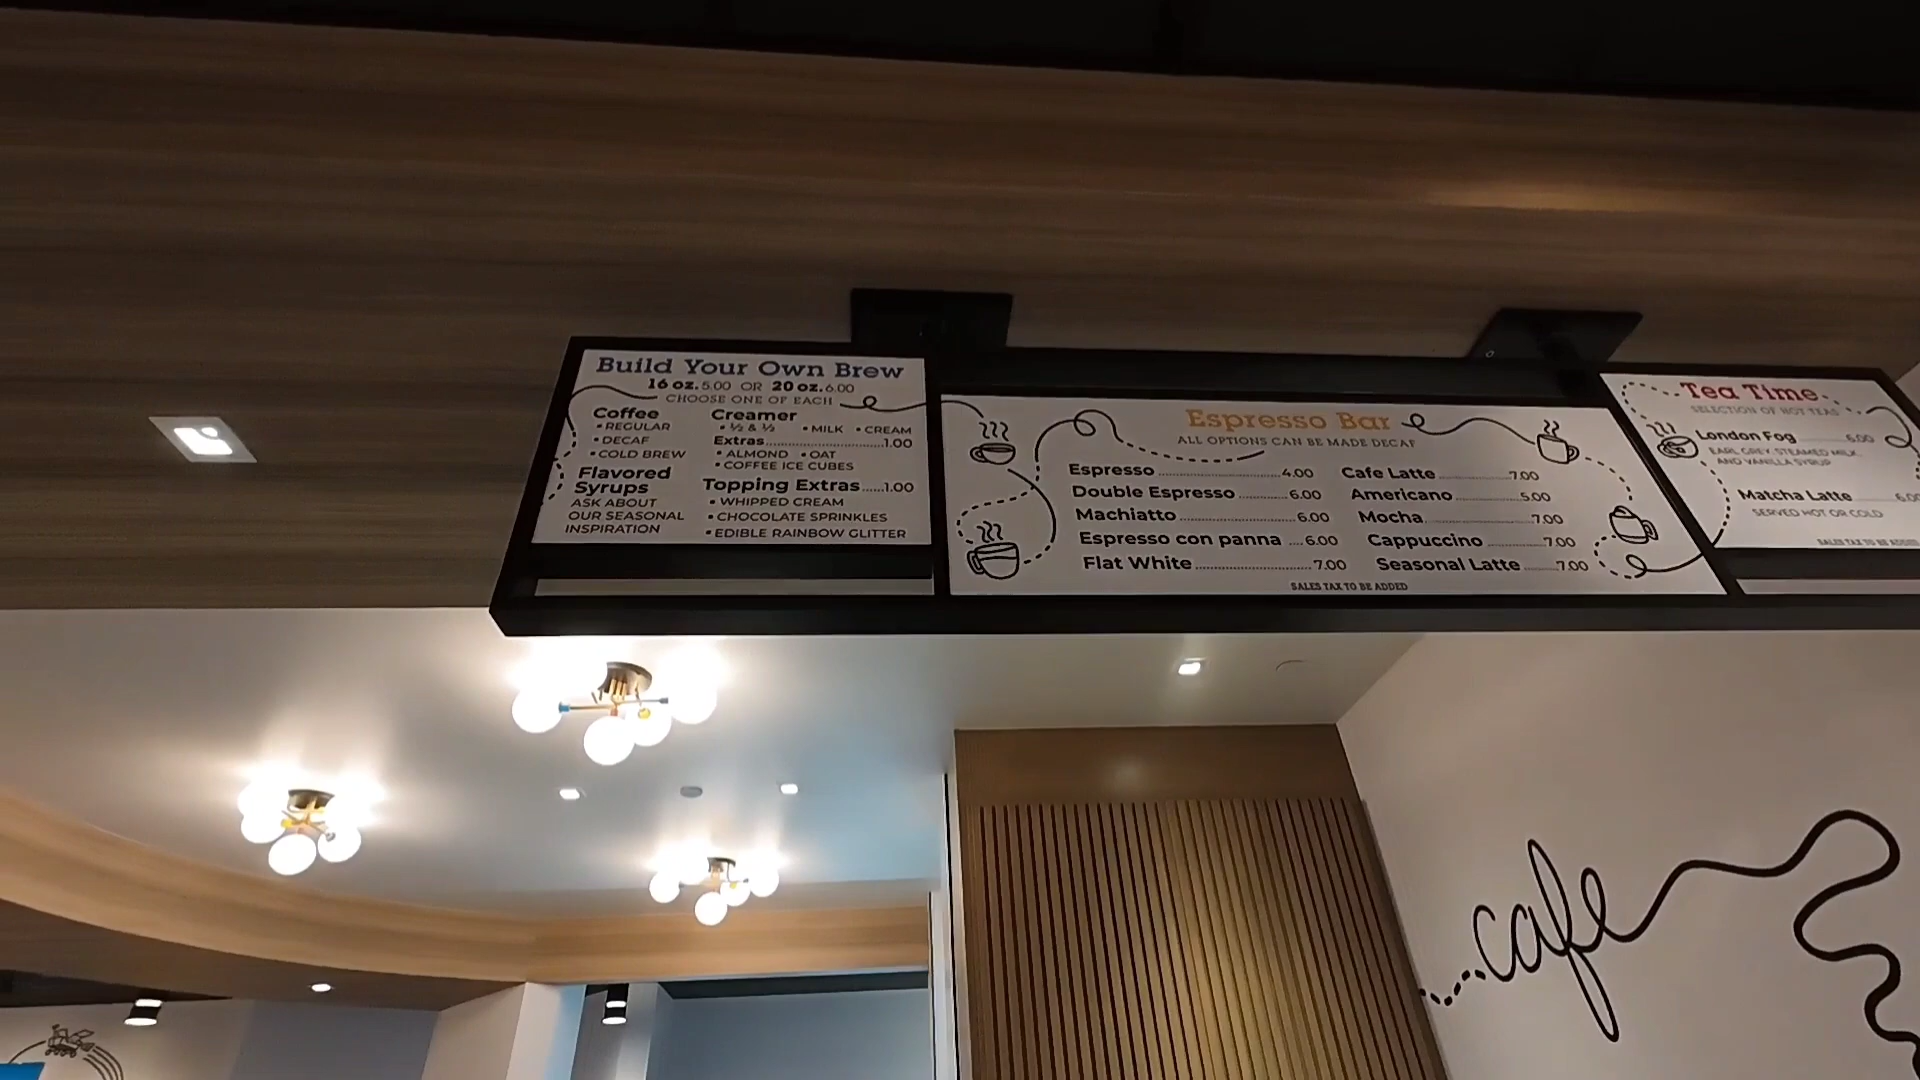 Build Your Own Brew
16 oz. 5.00 OR 20 oz. 6.00
CHOOSE ONE OF EACH
Coffee
• REGULAR
• DECAF
• COLD BREW
Flavored
Syrups
ASK ABOUT
OUR SEASONAL
INSPIRATION
Creamer
• ½ & ½ • MILK • CREAM
Extras..............................1.00
• ALMOND • OAT
• COFFEE ICE CUBES
Topping Extras.....1.00
• WHIPPED CREAM
• CHOCOLATE SPRINKLES
• EDIBLE RAINBOW GLITTER
Espresso Bar
ALL OPTIONS CAN BE MADE DECAF
Espresso..............................4.00
Double Espresso..............6.00
Machiatto...........................6.00
Espresso con panna....6.00
Flat White...........................7.00
Cafe Latte..................7.00
Americano................5.00
Mocha.........................7.00
Cappuccino...............7.00
Seasonal Latte.........7.00
SALES TAX TO BE ADDED
Tea Time
SELECTION OF HOT TEAS
London Fog............6.00
EARL GREY, STEAMED MILK
AND VANILLA SYRUP
Matcha Latte..........6.00
SERVED HOT OR COLD
SALES TAX TO BE ADDED
cafe